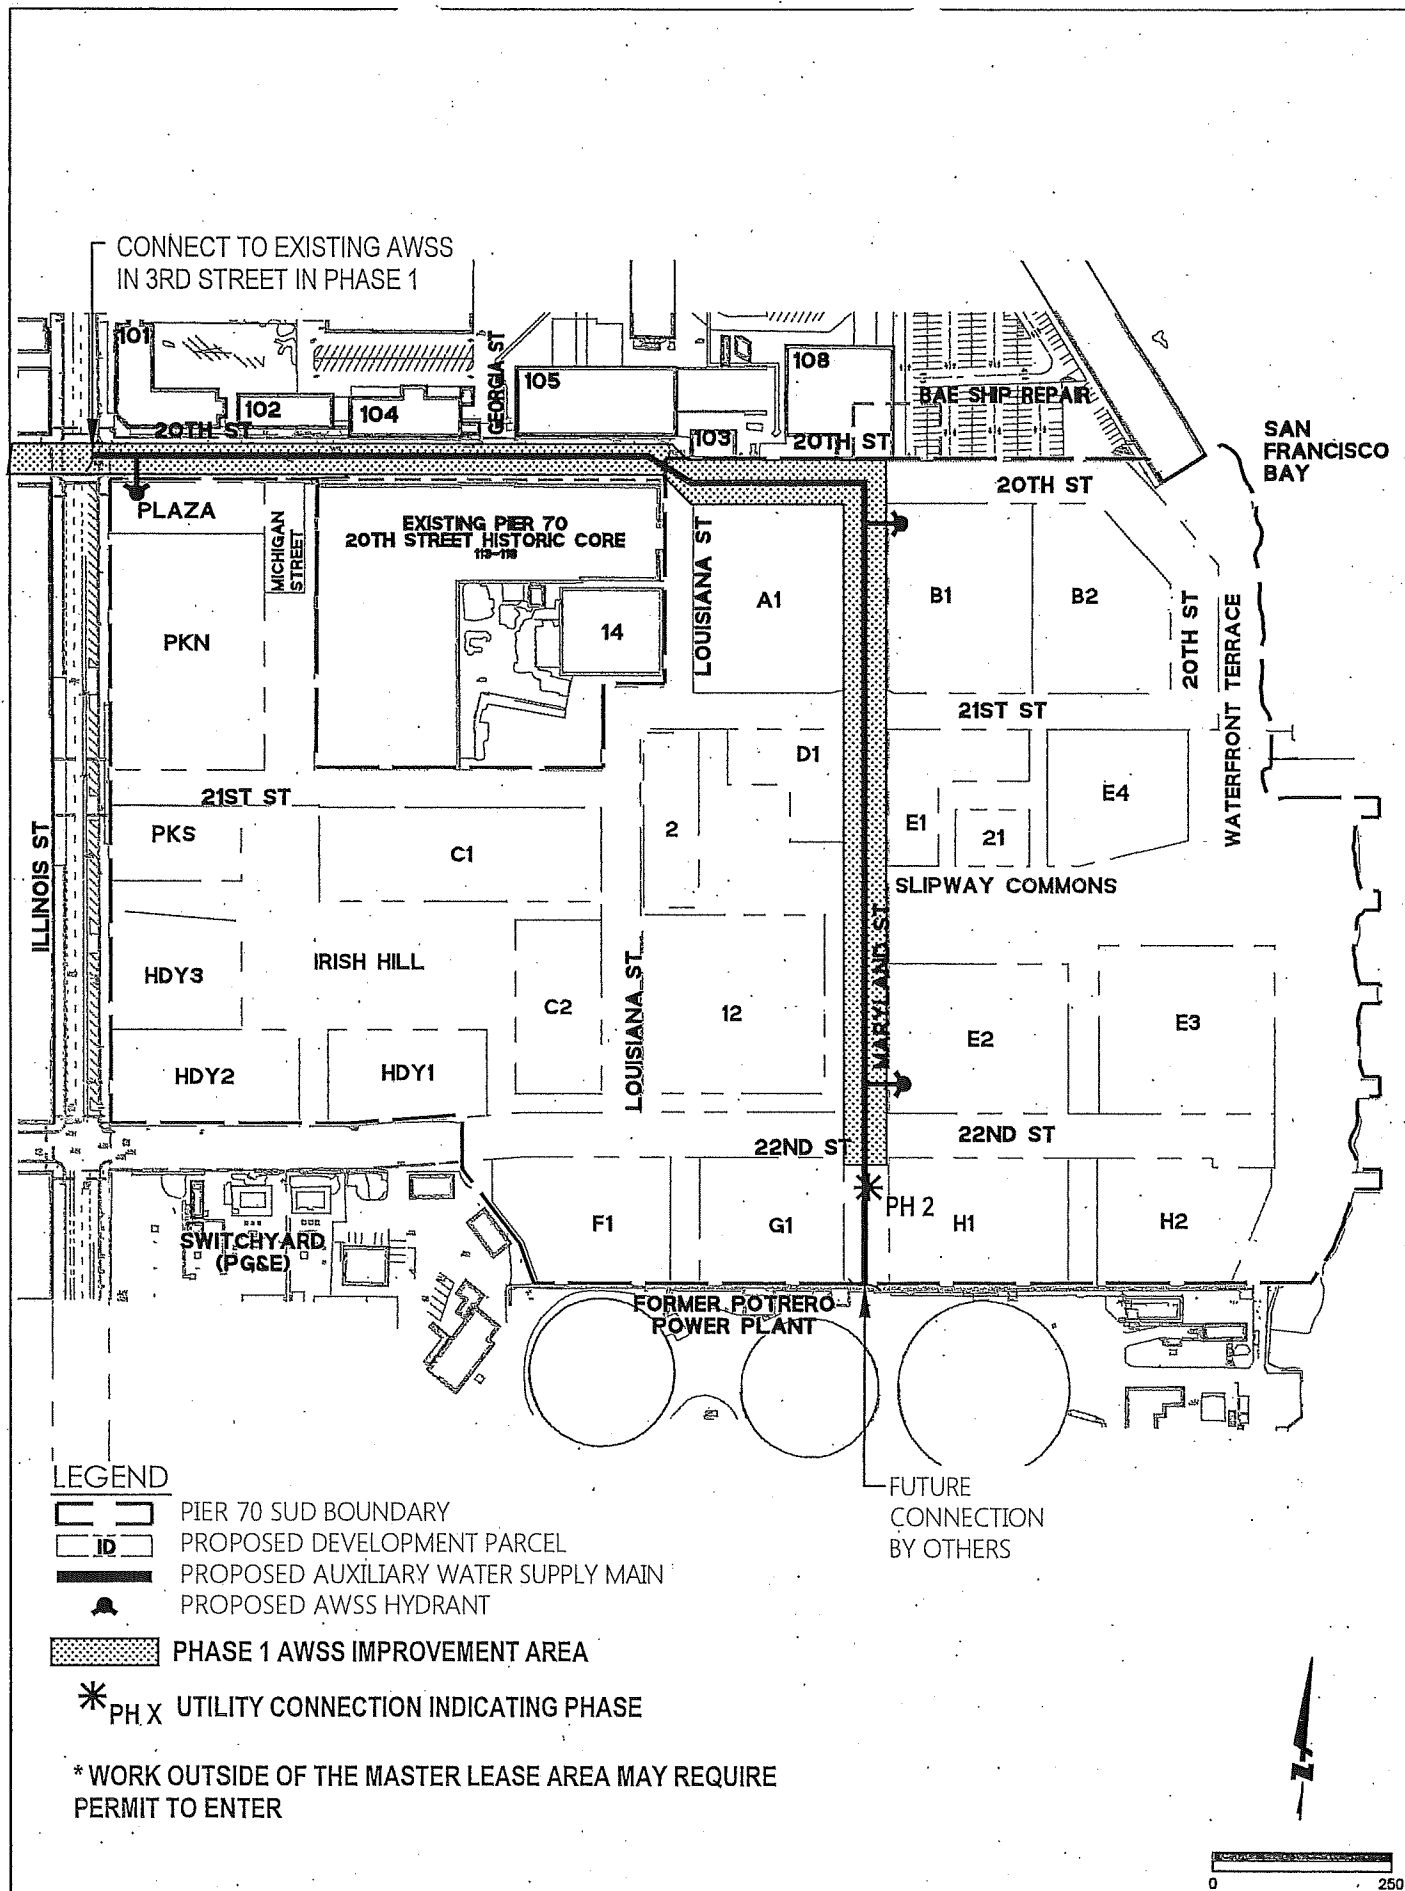 CONNECT TO EXISTING AWSS
IN 3RD STREET IN PHASE 1
101
102
104
GEORGIA ST
105
103
108
BAE SHIP REPAIR
20TH ST
20TH ST
SAN
FRANCISCO
BAY
20TH ST
PLAZA
MICHIGAN
STREET
EXISTING PIER 70
20TH STREET HISTORIC CORE
LOUISIANA ST
A1
B1
B2
PKN
14
20TH ST
WATERFRONT TERRACE
21ST ST
D1
21ST ST
ILLINOIS ST
PKS
C1
2
E1
21
E4
SLIPWAY COMMONS
MARYLAND ST
HDY3
IRISH HILL
C2
LOUISIANA ST
12
E2
E3
HDY2
HDY1
22ND ST
22ND ST
PH 2
F1
G1
H1
H2
SWITCHYARD
(PG&E)
FORMER POTRERO
POWER PLANT
FUTURE
CONNECTION
BY OTHERS
LEGEND
PIER 70 SUD BOUNDARY
ID PROPOSED DEVELOPMENT PARCEL
PROPOSED AUXILIARY WATER SUPPLY MAIN
PROPOSED AWSS HYDRANT
PHASE 1 AWSS IMPROVEMENT AREA
PH X UTILITY CONNECTION INDICATING PHASE
* WORK OUTSIDE OF THE MASTER LEASE AREA MAY REQUIRE
PERMIT TO ENTER
N
0 250